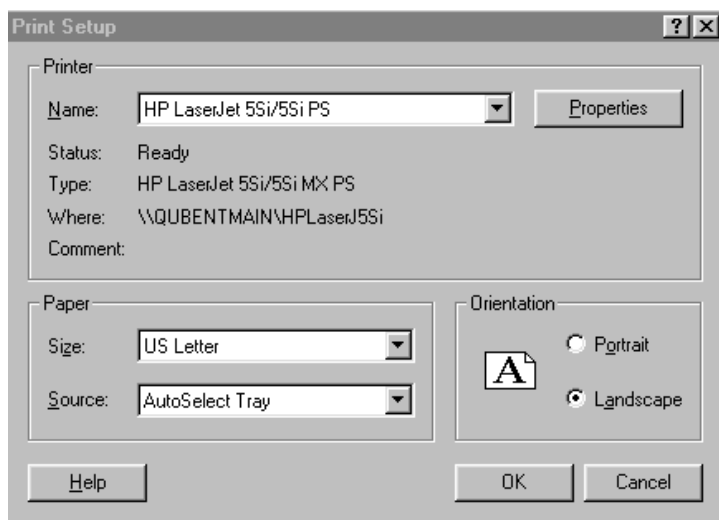 Print Setup
Printer
Name: HP LaserJet 5Si/5Si PS Properties
Status: Ready
Type: HP LaserJet 5Si/5Si MX PS
Where: \\QUBENTMAIN\HPLaserJ5Si
Comment:
Paper
Size: US Letter
Source: AutoSelect Tray
Orientation
A
Portrait
Landscape
Help OK Cancel